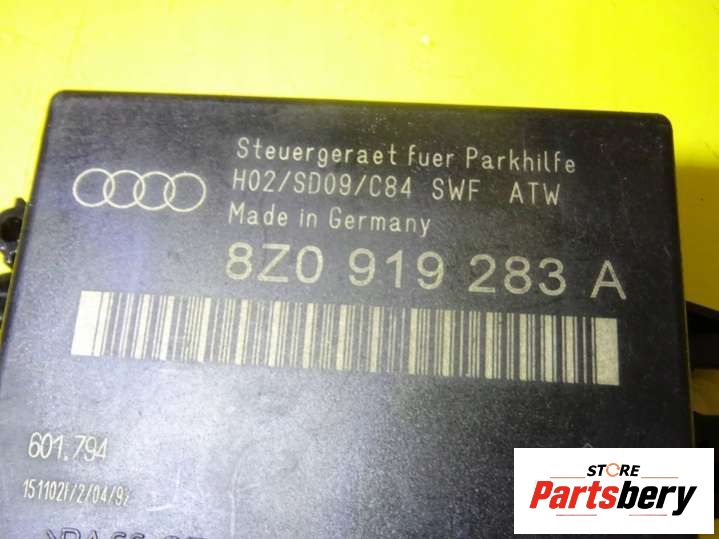 Steuergeraet fuer Parkhilfe
H02/SD09/C84 SWF ATW
Made in Germany
8Z0 919 283 A
601.794
STORE
Partsbery